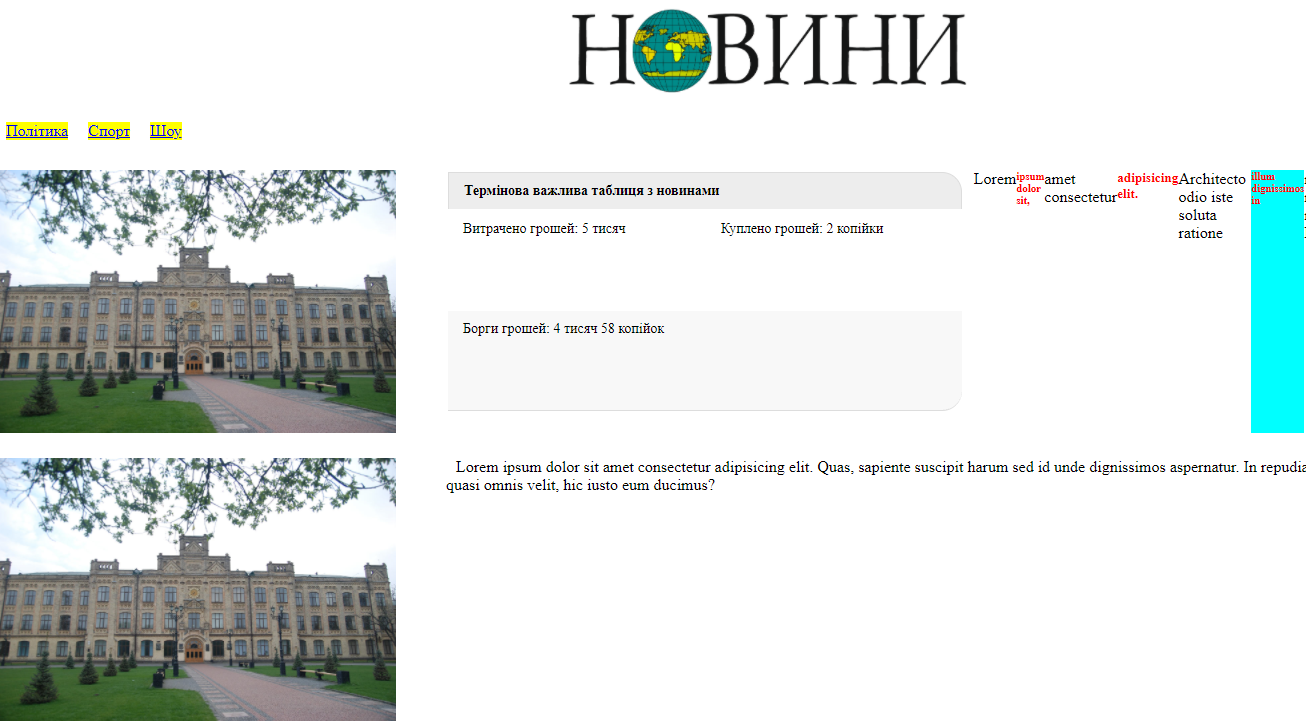 НОВИНИ
Політика Спорт Шоу
Термінова важлива таблиця з новинами
Витрачено грошей: 5 тисяч Куплено грошей: 2 копійки
Борги грошей: 4 тисяч 58 копійок
Lorem
ipsum
dolor
sit,
amet
consectetur
adipisicing
elit.
Architecto
odio iste
soluta
ratione
illum
dignissimos
in
Lorem ipsum dolor sit amet consectetur adipisicing elit. Quas, sapiente suscipit harum sed id unde dignissimos aspernatur. In
quasi omnis velit, hic iusto eum ducimus?